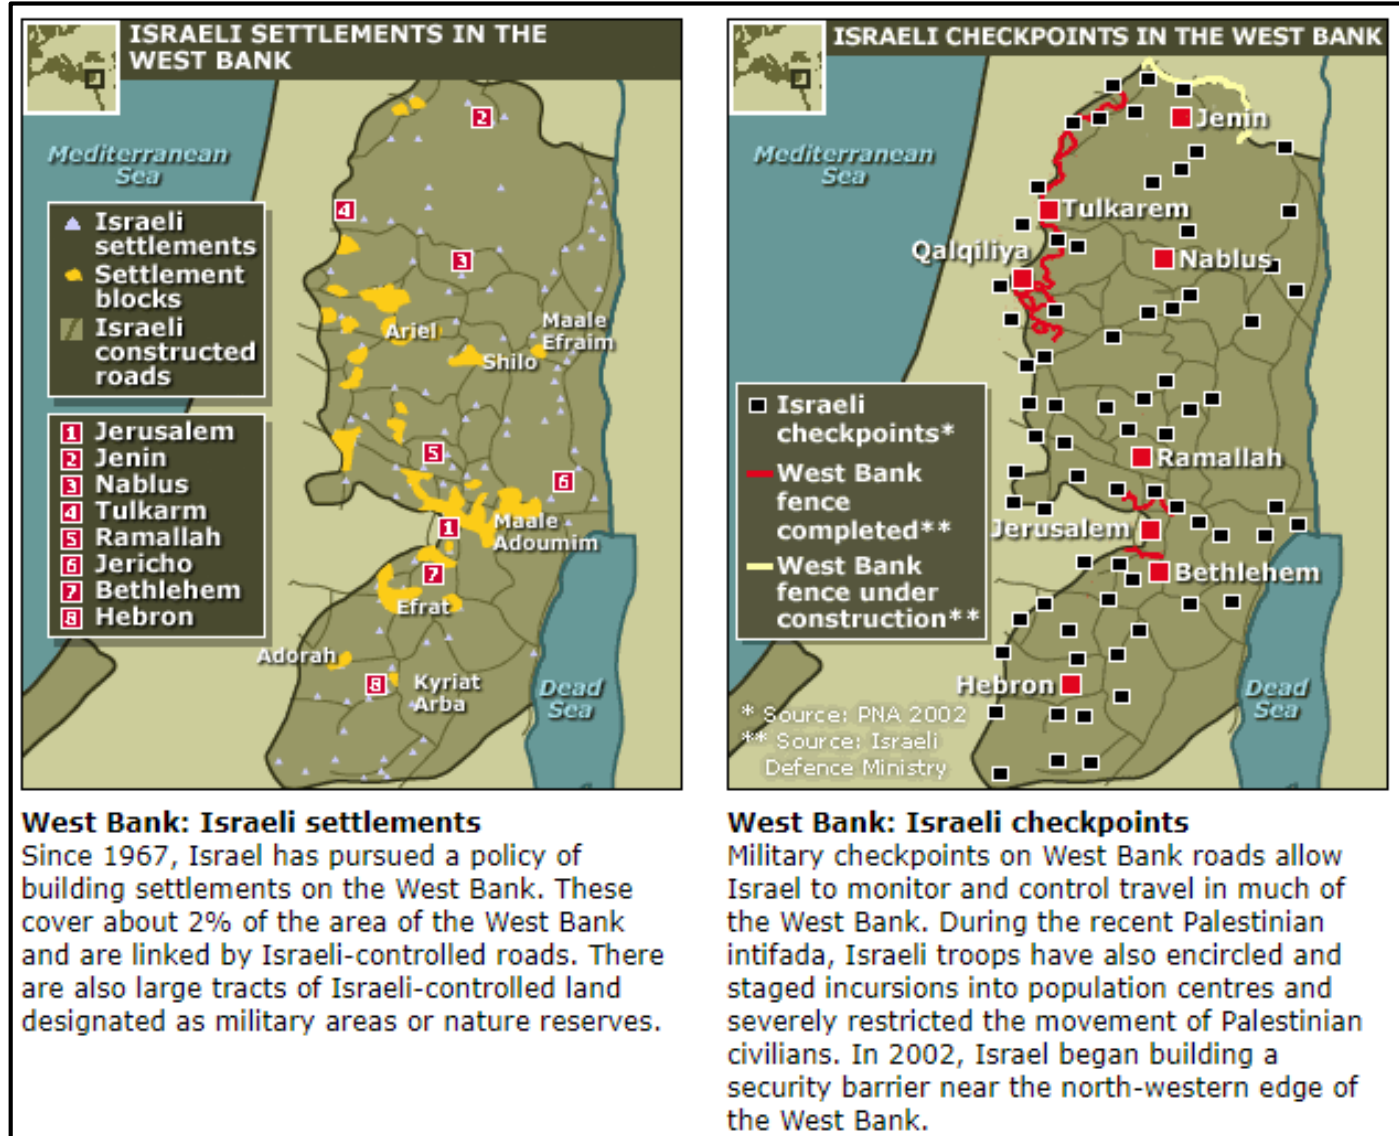 ISRAELI SETTLEMENTS IN THE
WEST BANK
Mediterranean
Sea
Israeli
settlements
Settlement
blocks
Israeli
constructed
roads
1 Jerusalem
2 Jenin
3 Nablus
4 Tulkarm
5 Ramallah
6 Jericho
7 Bethlehem
8 Hebron
2
4
3
Ariel
Maale
Efraim
Shilo
5
6
1
Maale
Adoumim
7
Efrat
Adorah
8
Kyriat
Arba
Dead
Sea
West Bank: Israeli settlements
Since 1967, Israel has pursued a policy of
building settlements on the West Bank. These
cover about 2% of the area of the West Bank
and are linked by Israeli-controlled roads. There
are also large tracts of Israeli-controlled land
designated as military areas or nature reserves.
ISRAELI CHECKPOINTS IN THE WEST BANK
Mediterranean
Sea
Jenin
Tulkarem
Qalqiliya
Nablus
Israeli
checkpoints*
West Bank
fence
completed**
West Bank
fence under
construction**
Ramallah
Jerusalem
Bethlehem
Hebron
Dead
Sea
* Source: PNA 2002
** Source: Israeli
Defence Ministry
West Bank: Israeli checkpoints
Military checkpoints on West Bank roads allow
Israel to monitor and control travel in much of
the West Bank. During the recent Palestinian
intifada, Israeli troops have also encircled and
staged incursions into population centres and
severely restricted the movement of Palestinian
civilians. In 2002, Israel began building a
security barrier near the north-western edge of
the West Bank.